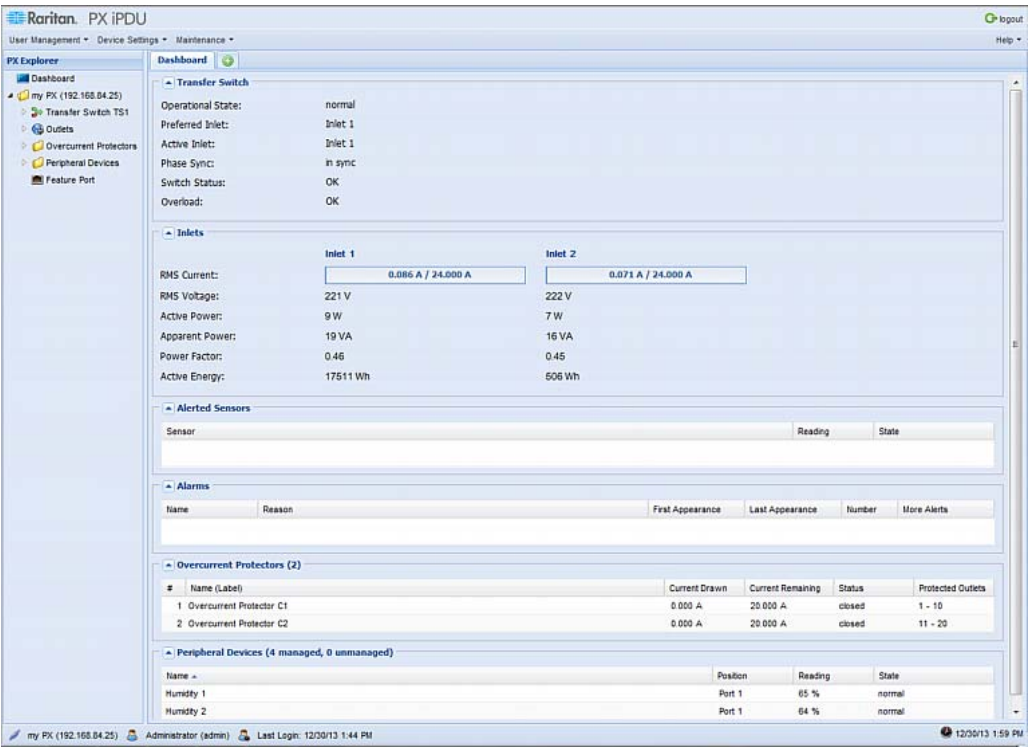 Raritan. PX iPDU
logout
User Management Device Settings Maintenance Help
PX Explorer
Dashboard
my PX (192.168.84.25)
Transfer Switch TS1
Outlets
Overcurrent Protectors
Peripheral Devices
Feature Port
Dashboard
Transfer Switch
Operational State: normal
Preferred Inlet: Inlet 1
Active Inlet: Inlet 1
Phase Sync: in sync
Switch Status: OK
Overload: OK
Inlets
Inlet 1 Inlet 2
RMS Current: 0.086 A / 24.000 A 0.071 A / 24.000 A
RMS Voltage: 221 V 222 V
Active Power: 9 W 7 W
Apparent Power: 19 VA 16 VA
Power Factor: 0.46 0.45
Active Energy: 17511 Wh 506 Wh
Alerted Sensors
Sensor Reading State
Alarms
Name Reason First Appearance Last Appearance Number More Alerts
Overcurrent Protectors (2)
# Name (Label) Current Drawn Current Remaining Status Protected Outlets
1 Overcurrent Protector C1 0.000 A 20.000 A closed 1 - 10
2 Overcurrent Protector C2 0.000 A 20.000 A closed 11 - 20
Peripheral Devices (4 managed, 0 unmanaged)
Name Position Reading State
Humidity 1 Port 1 65 % normal
Humidity 2 Port 1 64 % normal
my PX (192.168.84.25) Administrator (admin) Last Login: 12/30/13 1:44 PM 12/30/13 1:59 PM